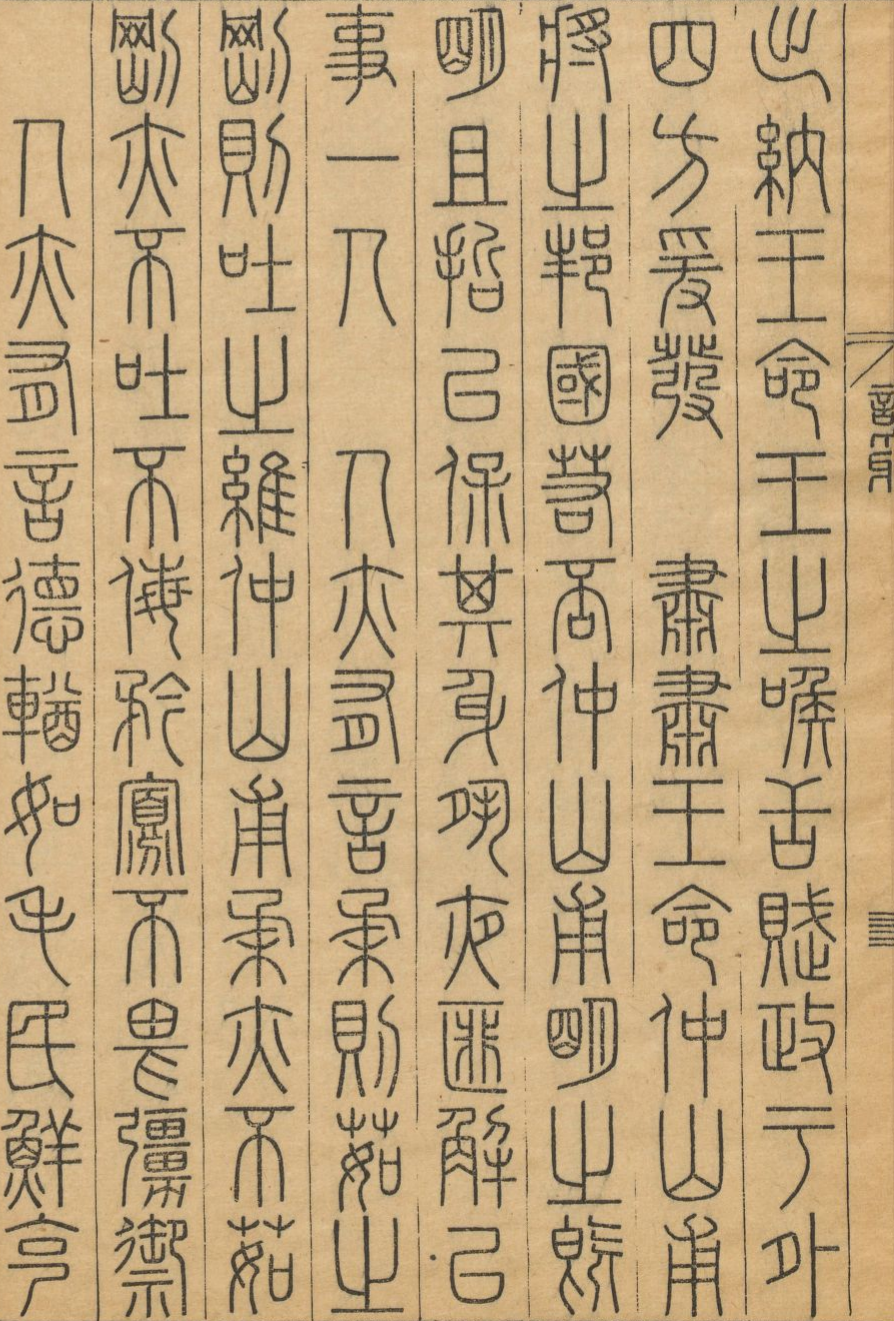 出納王命王之喉舌賦政于外
四方爰發　肅肅王命仲山甫
將之邦國若否仲山甫明之既
明且哲以保其身夙夜匪解以
事一人　人亦有言柔則茹之
剛則吐之維仲山甫柔亦不茹
剛亦不吐不侮矜寡不畏彊禦
人亦有言德輶如毛民鮮克